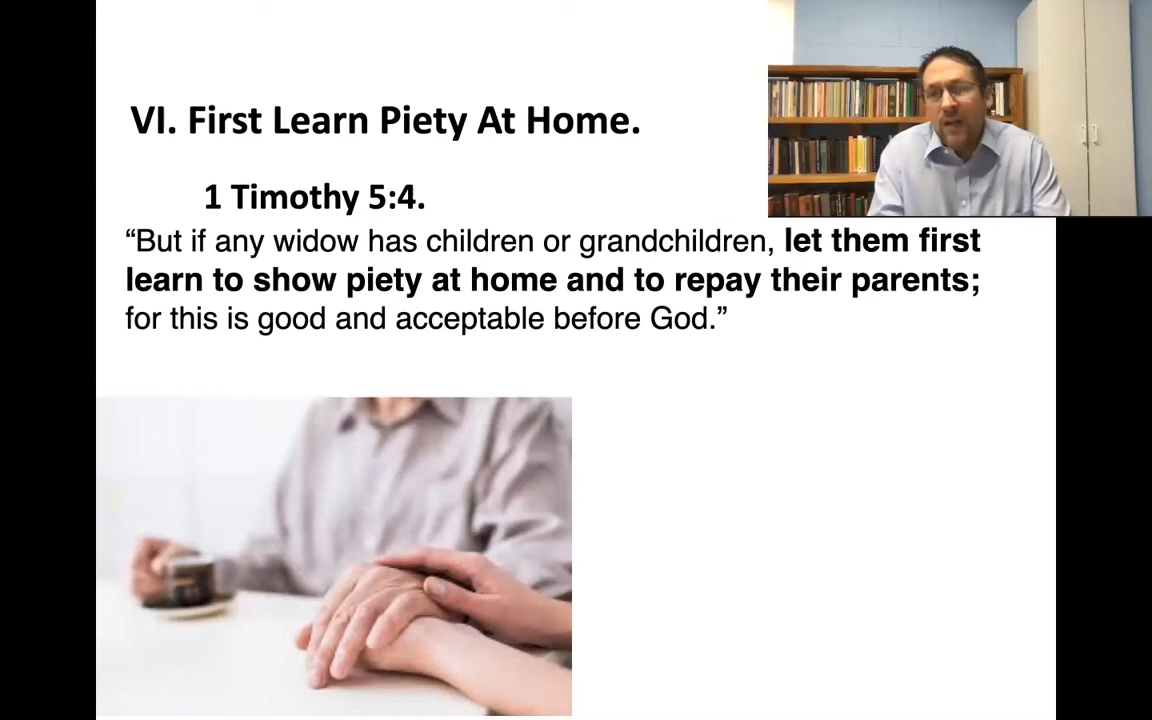 VI. First Learn Piety At Home.
1 Timothy 5:4.
“But if any widow has children or grandchildren, let them first
learn to show piety at home and to repay their parents;
for this is good and acceptable before God.”